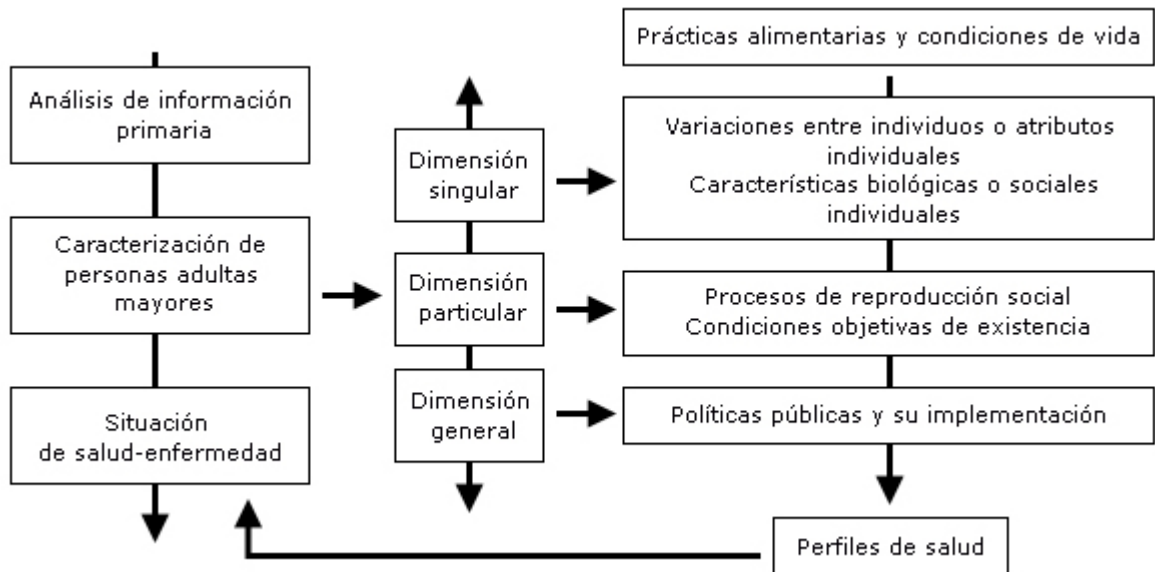 Análisis de información
primaria
Caracterización de
personas adultas
mayores
Situación
de salud-enfermedad
Dimensión
singular
Dimensión
particular
Dimensión
general
Prácticas alimentarias y condiciones de vida
Variaciones entre individuos o atributos
individuales
Características biológicas o sociales
individuales
Procesos de reproducción social
Condiciones objetivas de existencia
Políticas públicas y su implementación
Perfiles de salud